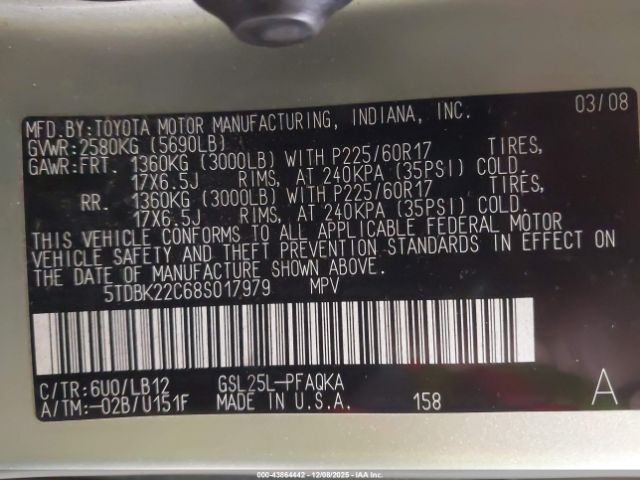 MFD.BY:TOYOTA MOTOR MANUFACTURING, INDIANA, INC. 03/08
GVWR:2580KG (5690LB)
GAWR:FRT. 1360KG (3000LB) WITH P225/60R17 TIRES,
17X6.5J RIMS, AT 240KPA (35PSI) COLD.
RR. 1360KG (3000LB) WITH P225/60R17 TIRES,
17X6.5J RIMS, AT 240KPA (35PSI) COLD.
THIS VEHICLE CONFORMS TO ALL APPLICABLE FEDERAL MOTOR
VEHICLE SAFETY AND THEFT PREVENTION STANDARDS IN EFFECT ON
THE DATE OF MANUFACTURE SHOWN ABOVE.
5TDBK22C68S017979 MPV
C/TR:6U0/LB12 GSL25L-PFAQKA
A/TM:-02B/U151F MADE IN U.S.A. 158 A
000-43864442 - 12/08/2025 - IAA Inc.